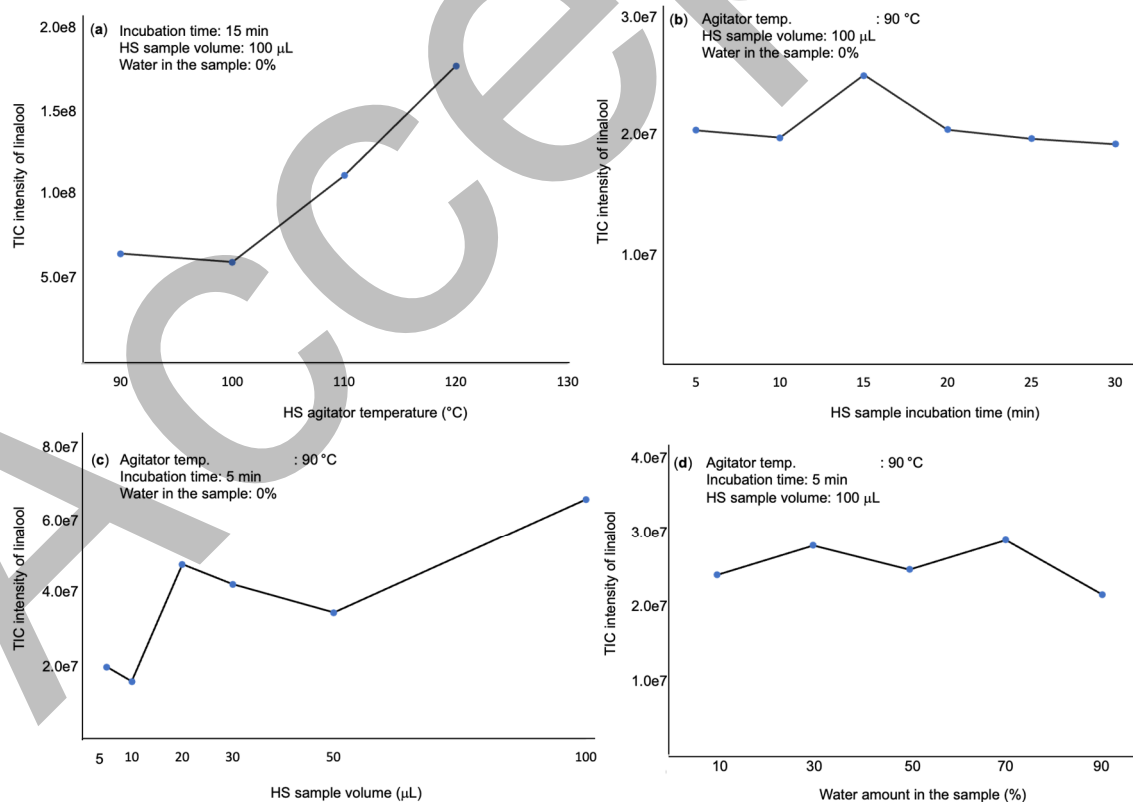 (a) Incubation time: 15 min
HS sample volume: 100 µL
Water in the sample: 0%
TIC intensity of linalool
2.0e8
1.5e8
1.0e8
5.0e7
90 100 110 120 130
HS agitator temperature (°C)
(b) Agitator temp. : 90 °C
HS sample volume: 100 µL
Water in the sample: 0%
TIC intensity of linalool
3.0e7
2.0e7
1.0e7
5 10 15 20 25 30
HS sample incubation time (min)
(c) Agitator temp. : 90 °C
Incubation time: 5 min
Water in the sample: 0%
TIC intensity of linalool
8.0e7
6.0e7
4.0e7
2.0e7
5 10 20 30 50 100
HS sample volume (µL)
(d) Agitator temp. : 90 °C
Incubation time: 5 min
HS sample volume: 100 µL
TIC intensity of linalool
4.0e7
3.0e7
2.0e7
1.0e7
10 30 50 70 90
Water amount in the sample (%)